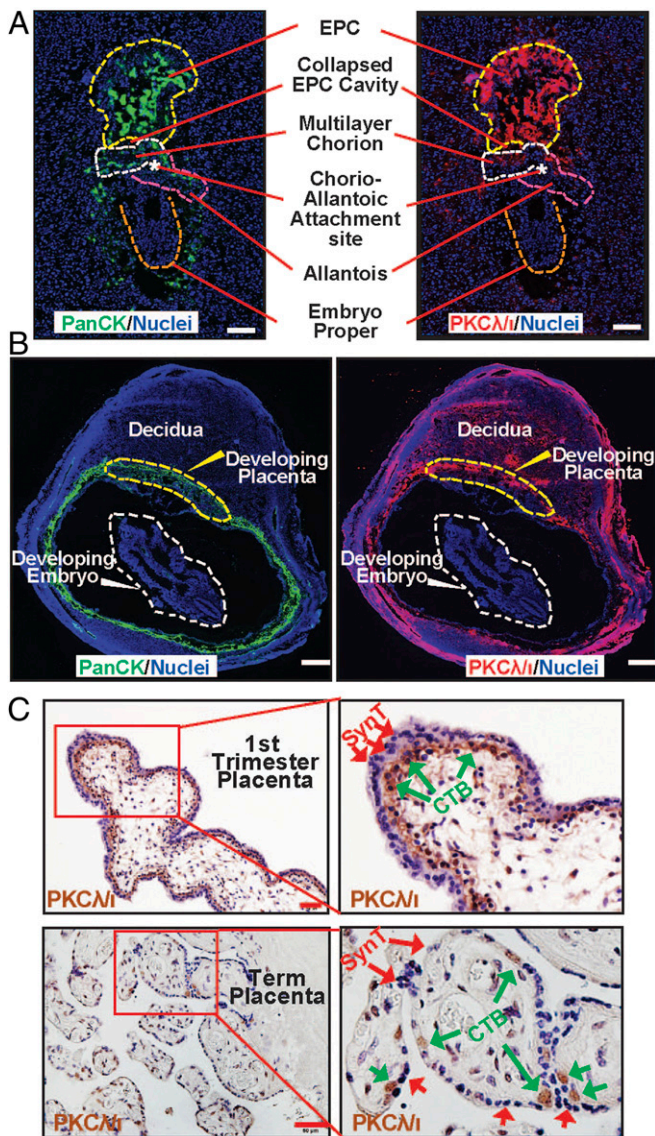 A
EPC
Collapsed
EPC Cavity
Multilayer
Chorion
Chorio-
Allantoic
Attachment
site
Allantois
Embryo
Proper
PanCK/Nuclei
PKCλ/ι/Nuclei
B
Decidua
Developing
Placenta
Developing
Embryo
PanCK/Nuclei
Decidua
Developing
Placenta
Developing
Embryo
PKCλ/ι/Nuclei
C
1st
Trimester
Placenta
PKCλ/ι
SynT
CTB
PKCλ/ι
Term
Placenta
PKCλ/ι
SynT
CTB
PKCλ/ι